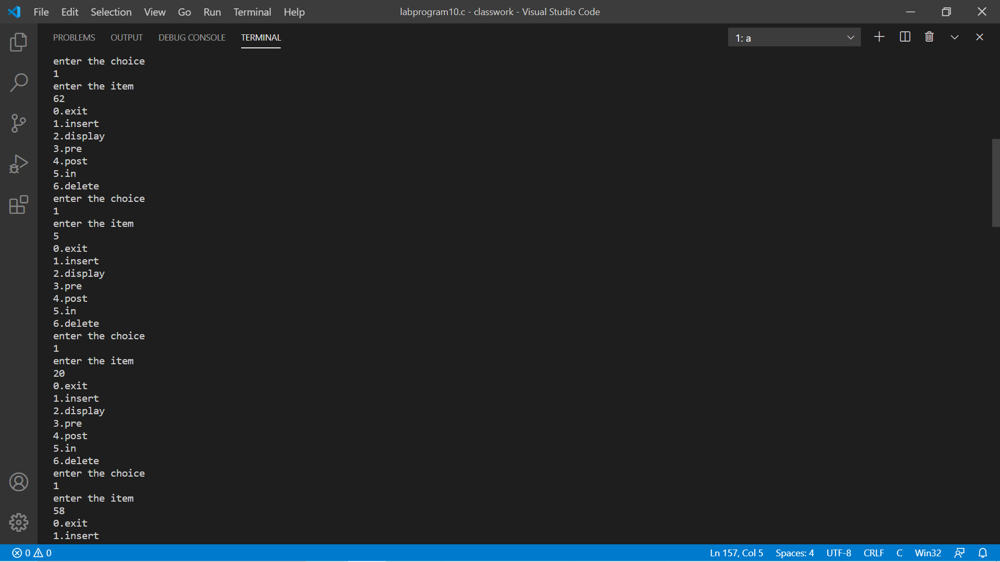 File Edit Selection View Go Run Terminal Help labprogram10.c - classwork - Visual Studio Code
PROBLEMS OUTPUT DEBUG CONSOLE TERMINAL 1: a
enter the choice
1
enter the item
62
0.exit
1.insert
2.display
3.pre
4.post
5.in
6.delete
enter the choice
1
enter the item
5
0.exit
1.insert
2.display
3.pre
4.post
5.in
6.delete
enter the choice
1
enter the item
20
0.exit
1.insert
2.display
3.pre
4.post
5.in
6.delete
enter the choice
1
enter the item
58
0.exit
1.insert
0 0 Ln 157, Col 5 Spaces: 4 UTF-8 CRLF C Win32